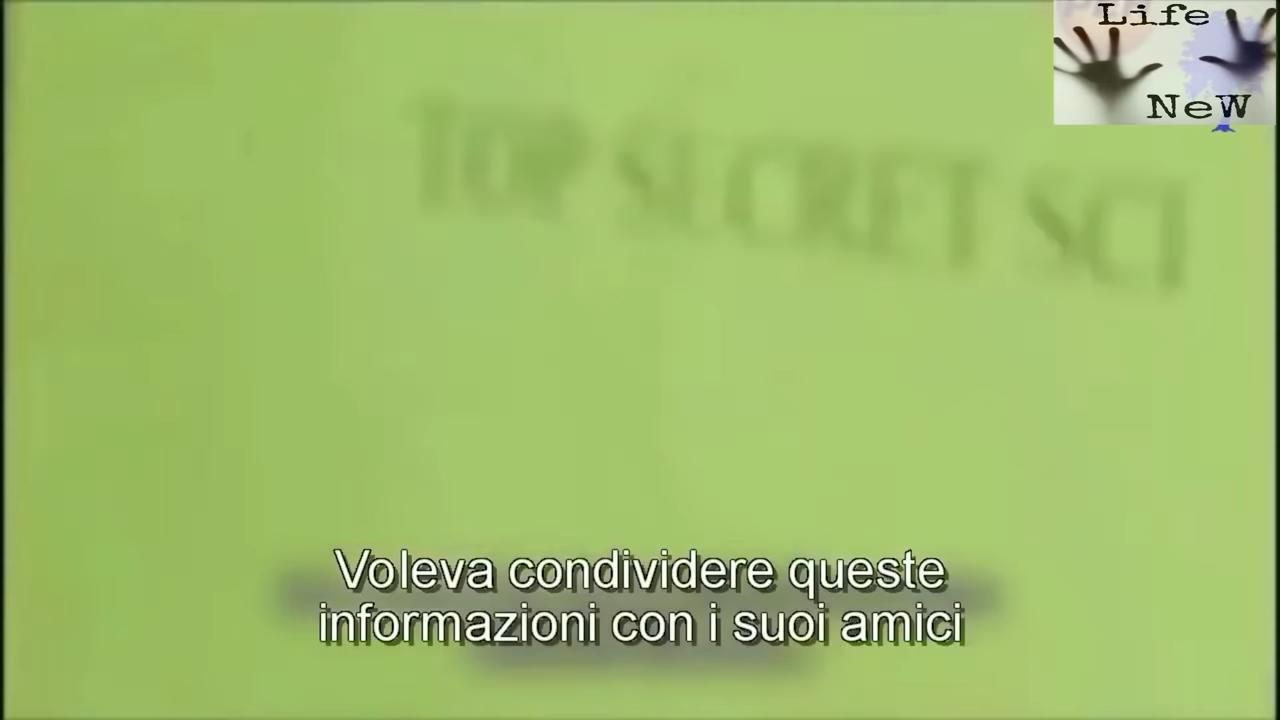 Life
NeW
TOP SECRET SCI
Voleva condividere queste
informazioni con i suoi amici